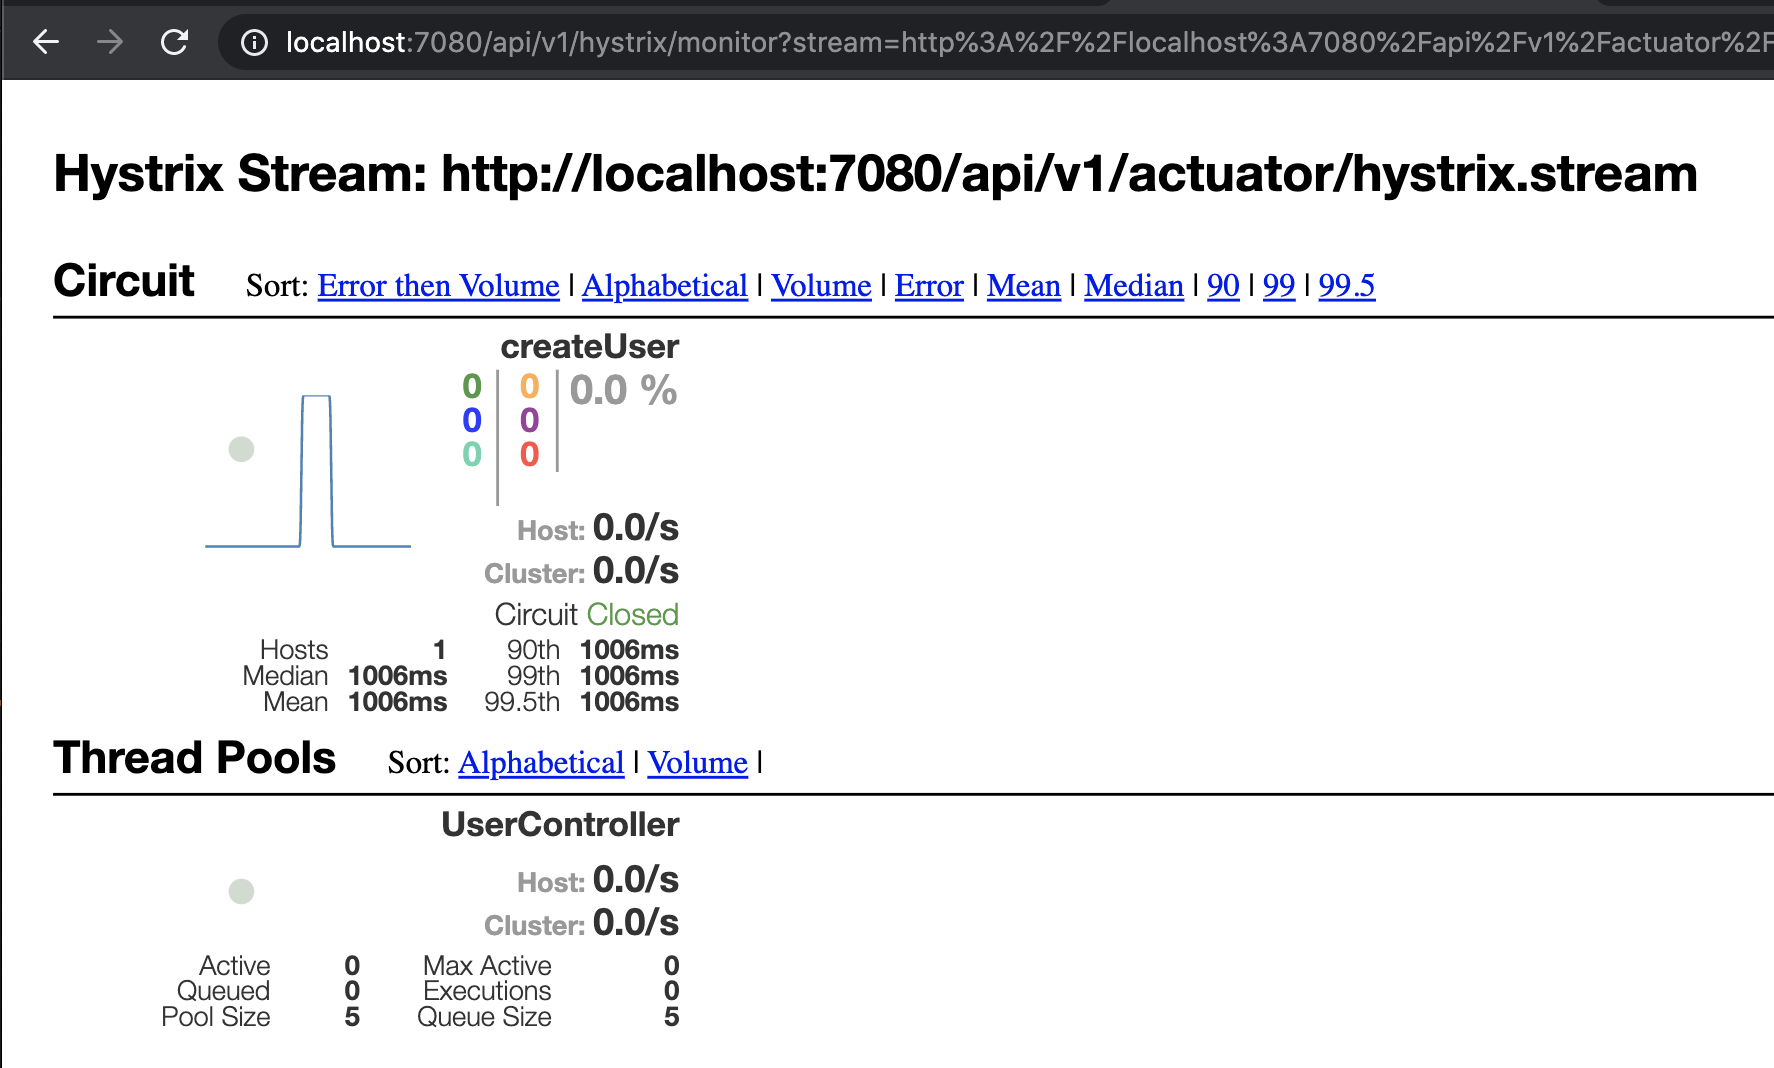 localhost:7080/api/v1/hystrix/monitor?stream=http%3A%2F%2Flocalhost%3A7080%2Fapi%2Fv1%2Factuator%2F
Hystrix Stream: http://localhost:7080/api/v1/actuator/hystrix.stream
Circuit Sort: Error then Volume | Alphabetical | Volume | Error | Mean | Median | 90 | 99 | 99.5
createUser
0 0 0.0 %
0 0
0 0
Host: 0.0/s
Cluster: 0.0/s
Circuit Closed
Hosts 1 90th 1006ms
Median 1006ms 99th 1006ms
Mean 1006ms 99.5th 1006ms
Thread Pools Sort: Alphabetical | Volume |
UserController
Host: 0.0/s
Cluster: 0.0/s
Active 0 Max Active 0
Queued 0 Executions 0
Pool Size 5 Queue Size 5